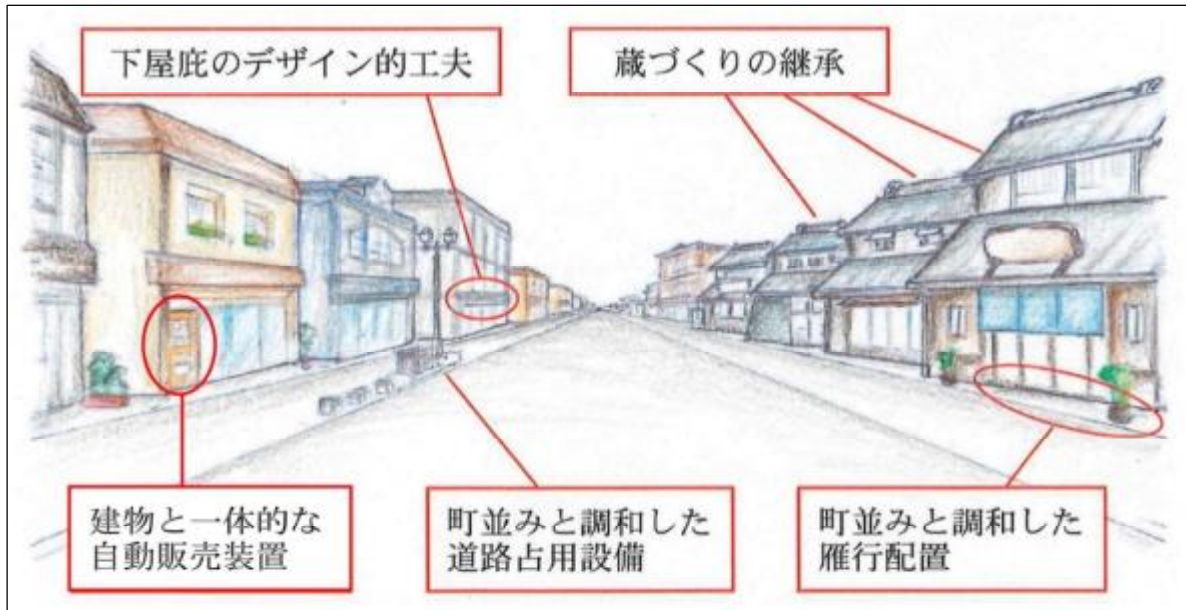 下屋庇のデザイン的工夫
蔵づくりの継承
建物と一体的な
自動販売装置
町並みと調和した
道路占用設備
町並みと調和した
雁行配置